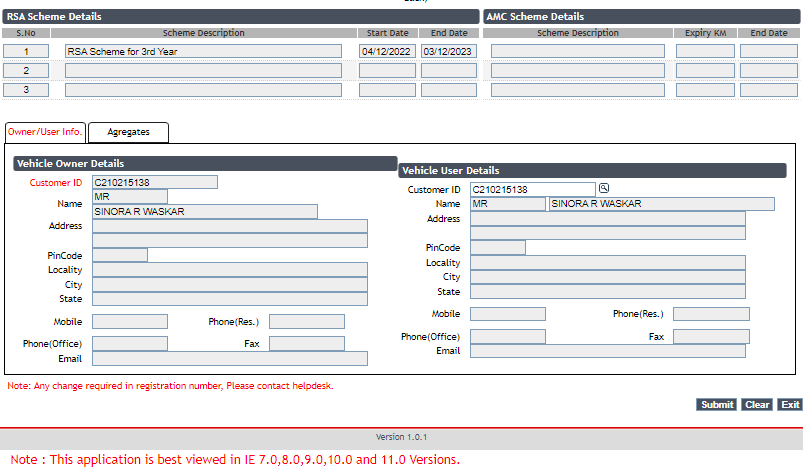 RSA Scheme Details AMC Scheme Details
S.No Scheme Description Start Date End Date Scheme Description Expiry KM End Date
1 RSA Scheme for 3rd Year 04/12/2022 03/12/2023
2
3
Owner/User Info. Agregates
Vehicle Owner Details
Customer ID C210215138
Name MR
SINORA R WASKAR
Address
PinCode
Locality
City
State
Mobile Phone(Res.)
Phone(Office) Fax
Email
Vehicle User Details
Customer ID C210215138
Name MR SINORA R WASKAR
Address
PinCode
Locality
City
State
Mobile Phone(Res.)
Phone(Office) Fax
Email
Note: Any change required in registration number, Please contact helpdesk.
Submit Clear Exit
Version 1.0.1
Note : This application is best viewed in IE 7.0,8.0,9.0,10.0 and 11.0 Versions.